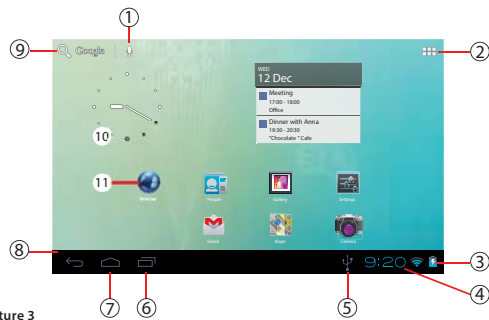 ①
⑨
Google
②
WED
12 Dec
Meeting
17:00 - 18:00
Office
Dinner with Anna
19:30 - 20:30
"Chocolate " Cafe
10
11
People
Gallery
Settings
Gmail
Maps
Camera
⑧
9:20
③
④
⑦
⑥
⑤
ture 3